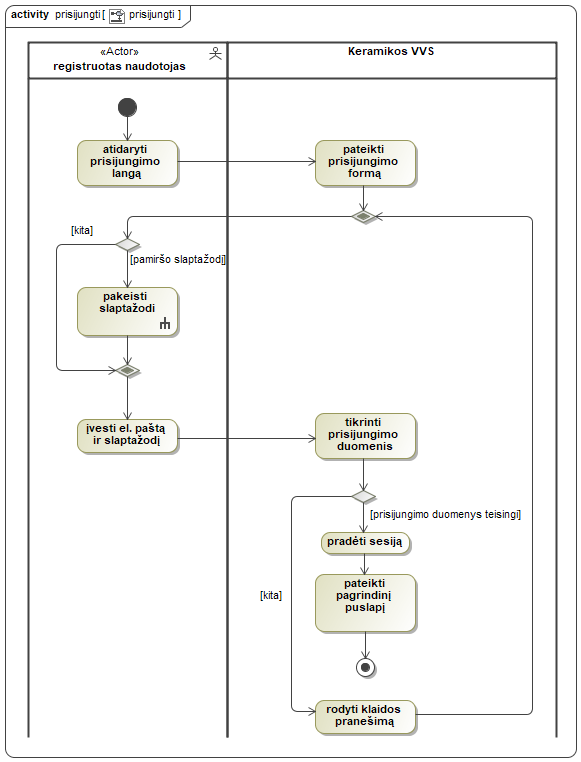 activity prisijungti [ prisijungti ]
«Actor»
registruotas naudotojas
Keramikos VVS
atidaryti
prisijungimo
langą
pateikti
prisijungimo
formą
[kita]
[pamiršo slaptažodį]
pakeisti
slaptažodi
įvesti el. paštą
ir slaptažodį
tikrinti
prisijungimo
duomenis
[prisijungimo duomenys teisingi]
pradėti sesiją
pateikti
pagrindinį
puslapį
[kita]
rodyti klaidos
pranešimą